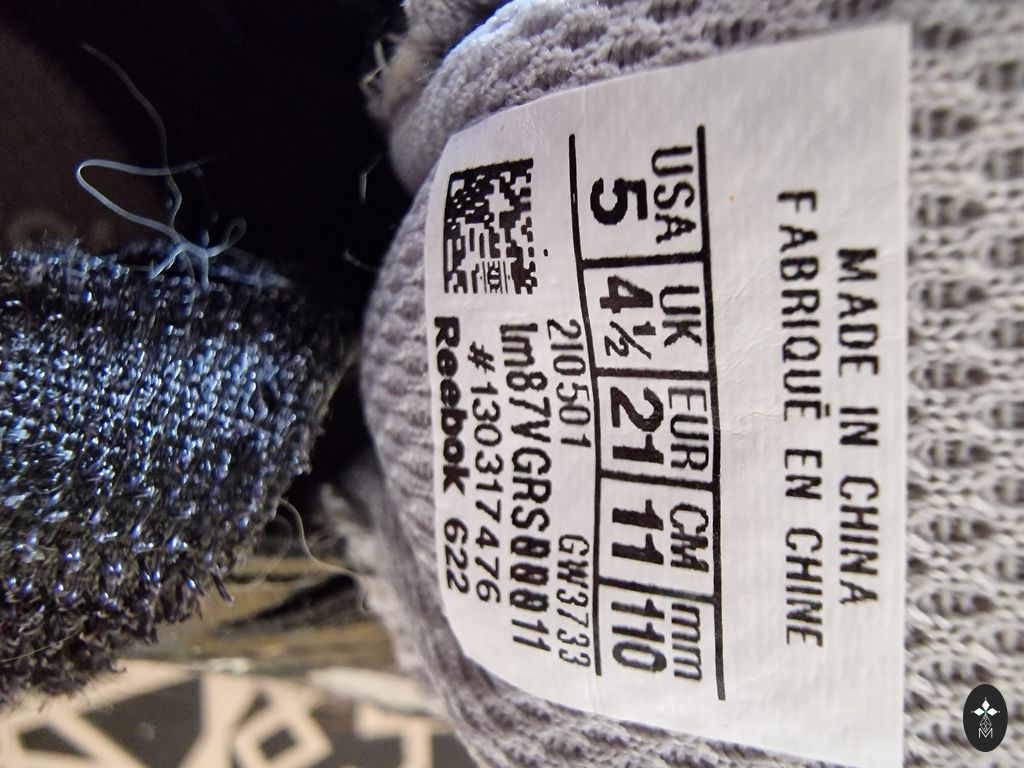 MADE IN CHINA
FABRIQUÉ EN CHINE
USA UK EUR CM mm
5 4½ 21 11 110
210501 GW3733
lm87VGRS00011
#130317476
Reebok 622
M